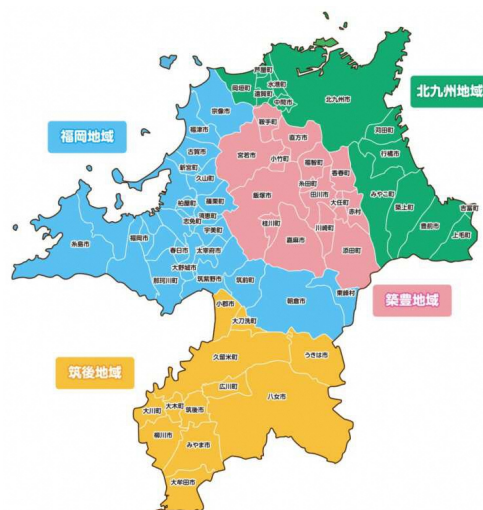 芦屋町
水巻町
岡垣町
遠賀町
中間市
北九州市
北九州地域
宗像市
鞍手町
苅田町
福津市
直方市
福岡地域
行橋市
古賀市
宮若市
小竹町
福智町
香春町
新宮町
糸田町
久山町
みやこ町
飯塚市
田川市
粕屋町
篠栗町
大任町
赤村
築上町
吉富町
須恵町
志免町
桂川町
豊前市
宇美町
川崎町
糸島市
福岡市
上毛町
春日市
太宰府市
嘉麻市
添田町
大野城市
那珂川町
筑紫野市
筑前町
東峰村
朝倉市
築豊地域
小郡市
大刀洗町
久留米町
うきは市
筑後地域
広川町
八女市
大川町
大木町
筑後市
柳川市
みやま市
大牟田市